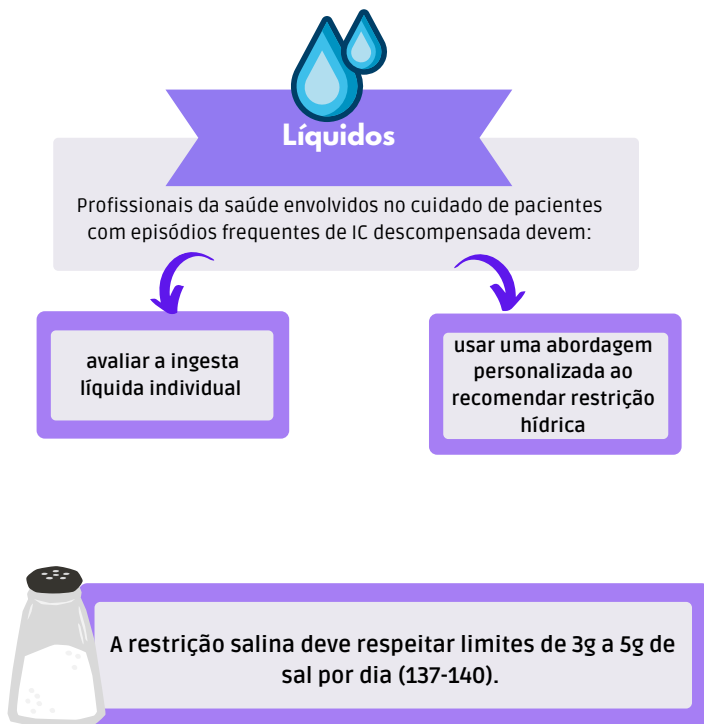 Líquidos
Profissionais da saúde envolvidos no cuidado de pacientes
com episódios frequentes de IC descompensada devem:
avaliar a ingesta
líquida individual
usar uma abordagem
personalizada ao
recomendar restrição
hídrica
A restrição salina deve respeitar limites de 3g a 5g de
sal por dia (137-140).